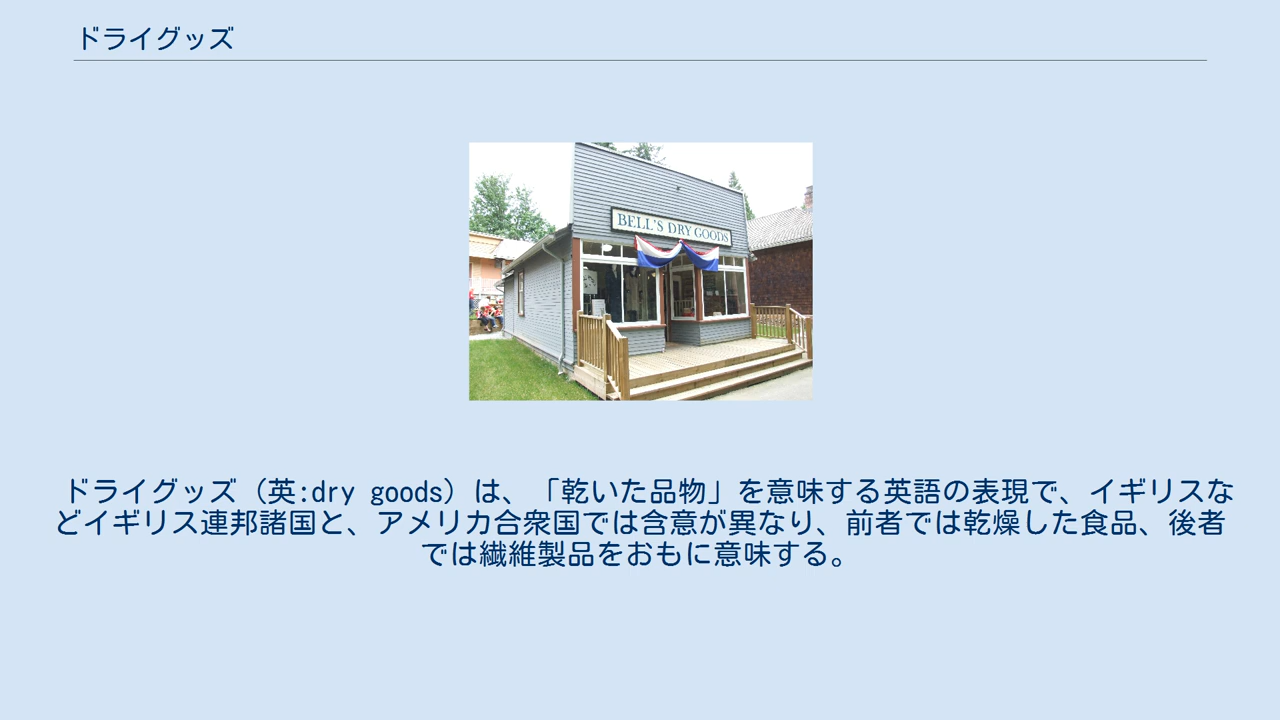 ドライグッズ
BELL'S DRY GOODS
ドライグッズ（英:dry goods）は、「乾いた品物」を意味する英語の表現で、イギリスな
どイギリス連邦諸国と、アメリカ合衆国では含意が異なり、前者では乾燥した食品、後者
では繊維製品をおもに意味する。